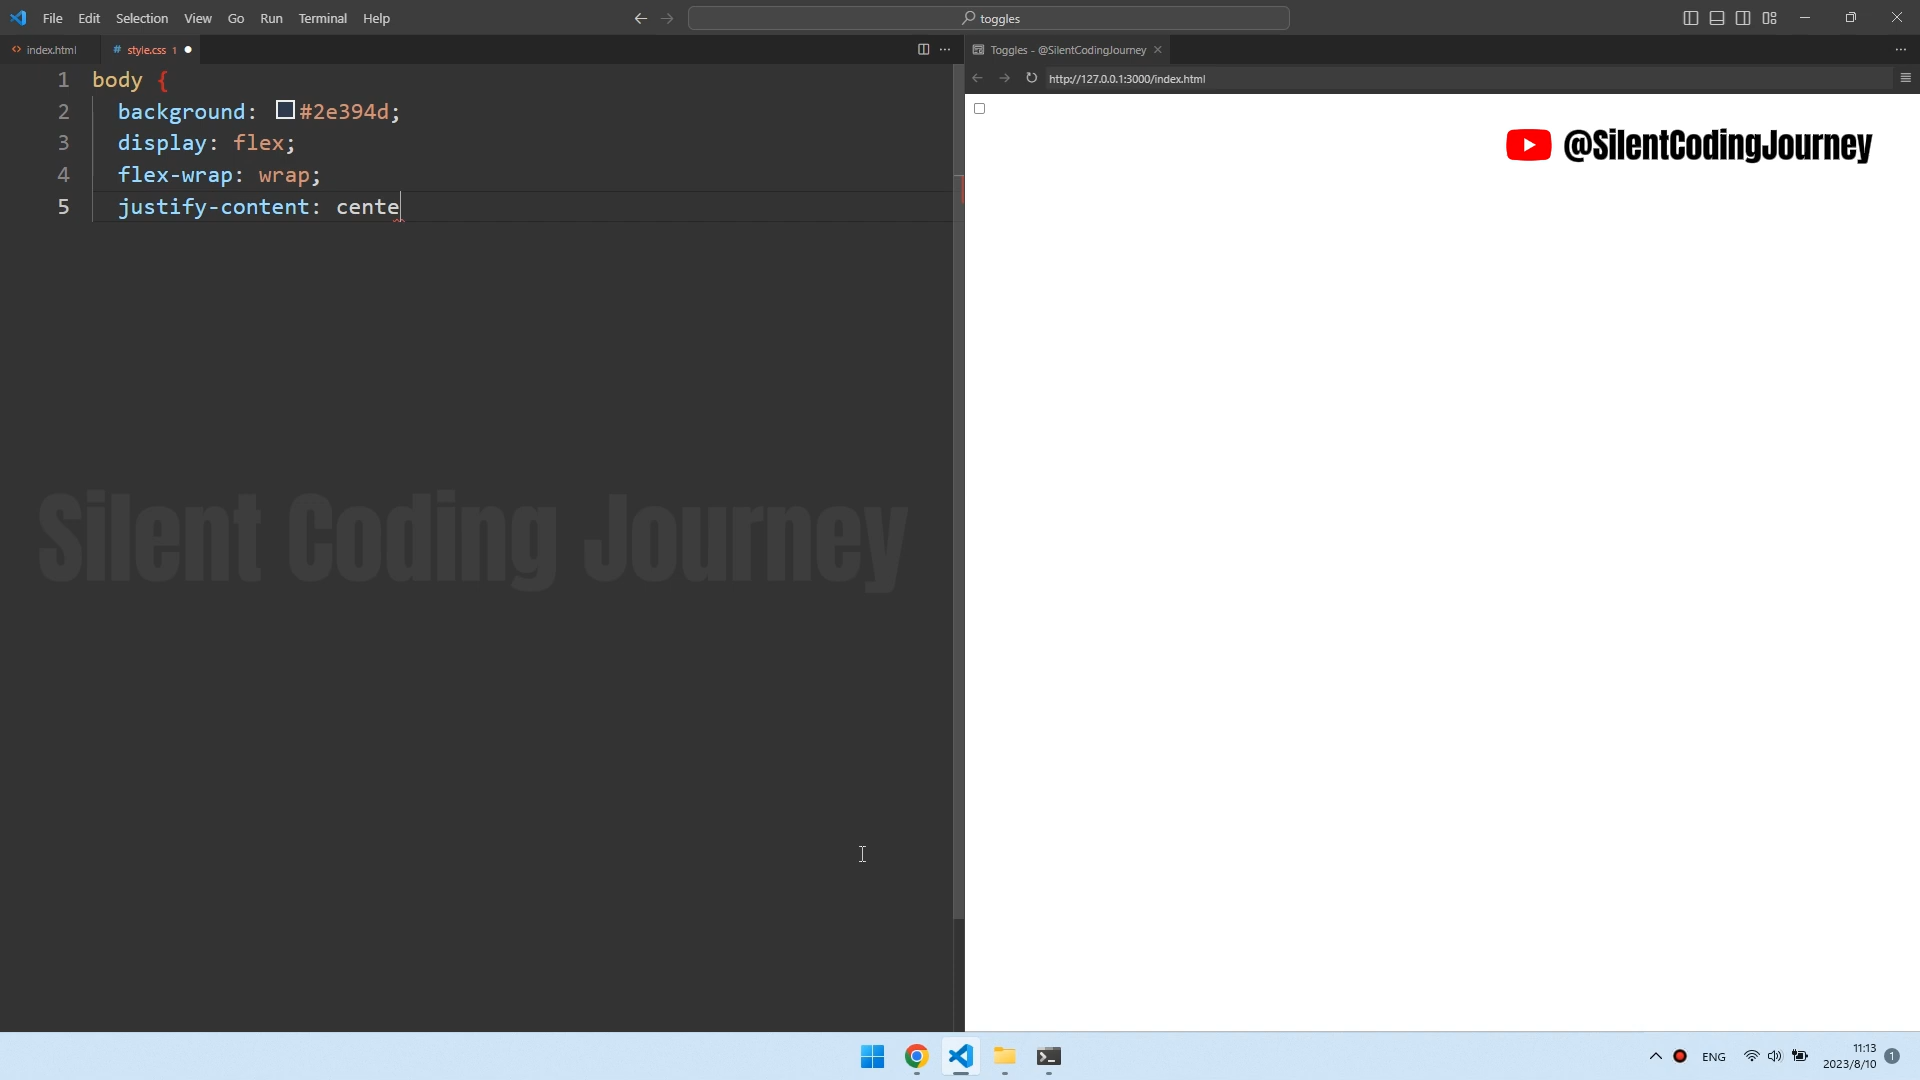 File Edit Selection View Go Run Terminal Help
toggles
index.html
# style.css 1
Toggles - @SilentCodingJourney
http://127.0.0.1:3000/index.html
1 body {
2 background: #2e394d;
3 display: flex;
4 flex-wrap: wrap;
5 justify-content: cente
@SilentCodingJourney
Silent Coding Journey
ENG
11:13
2023/8/10
1